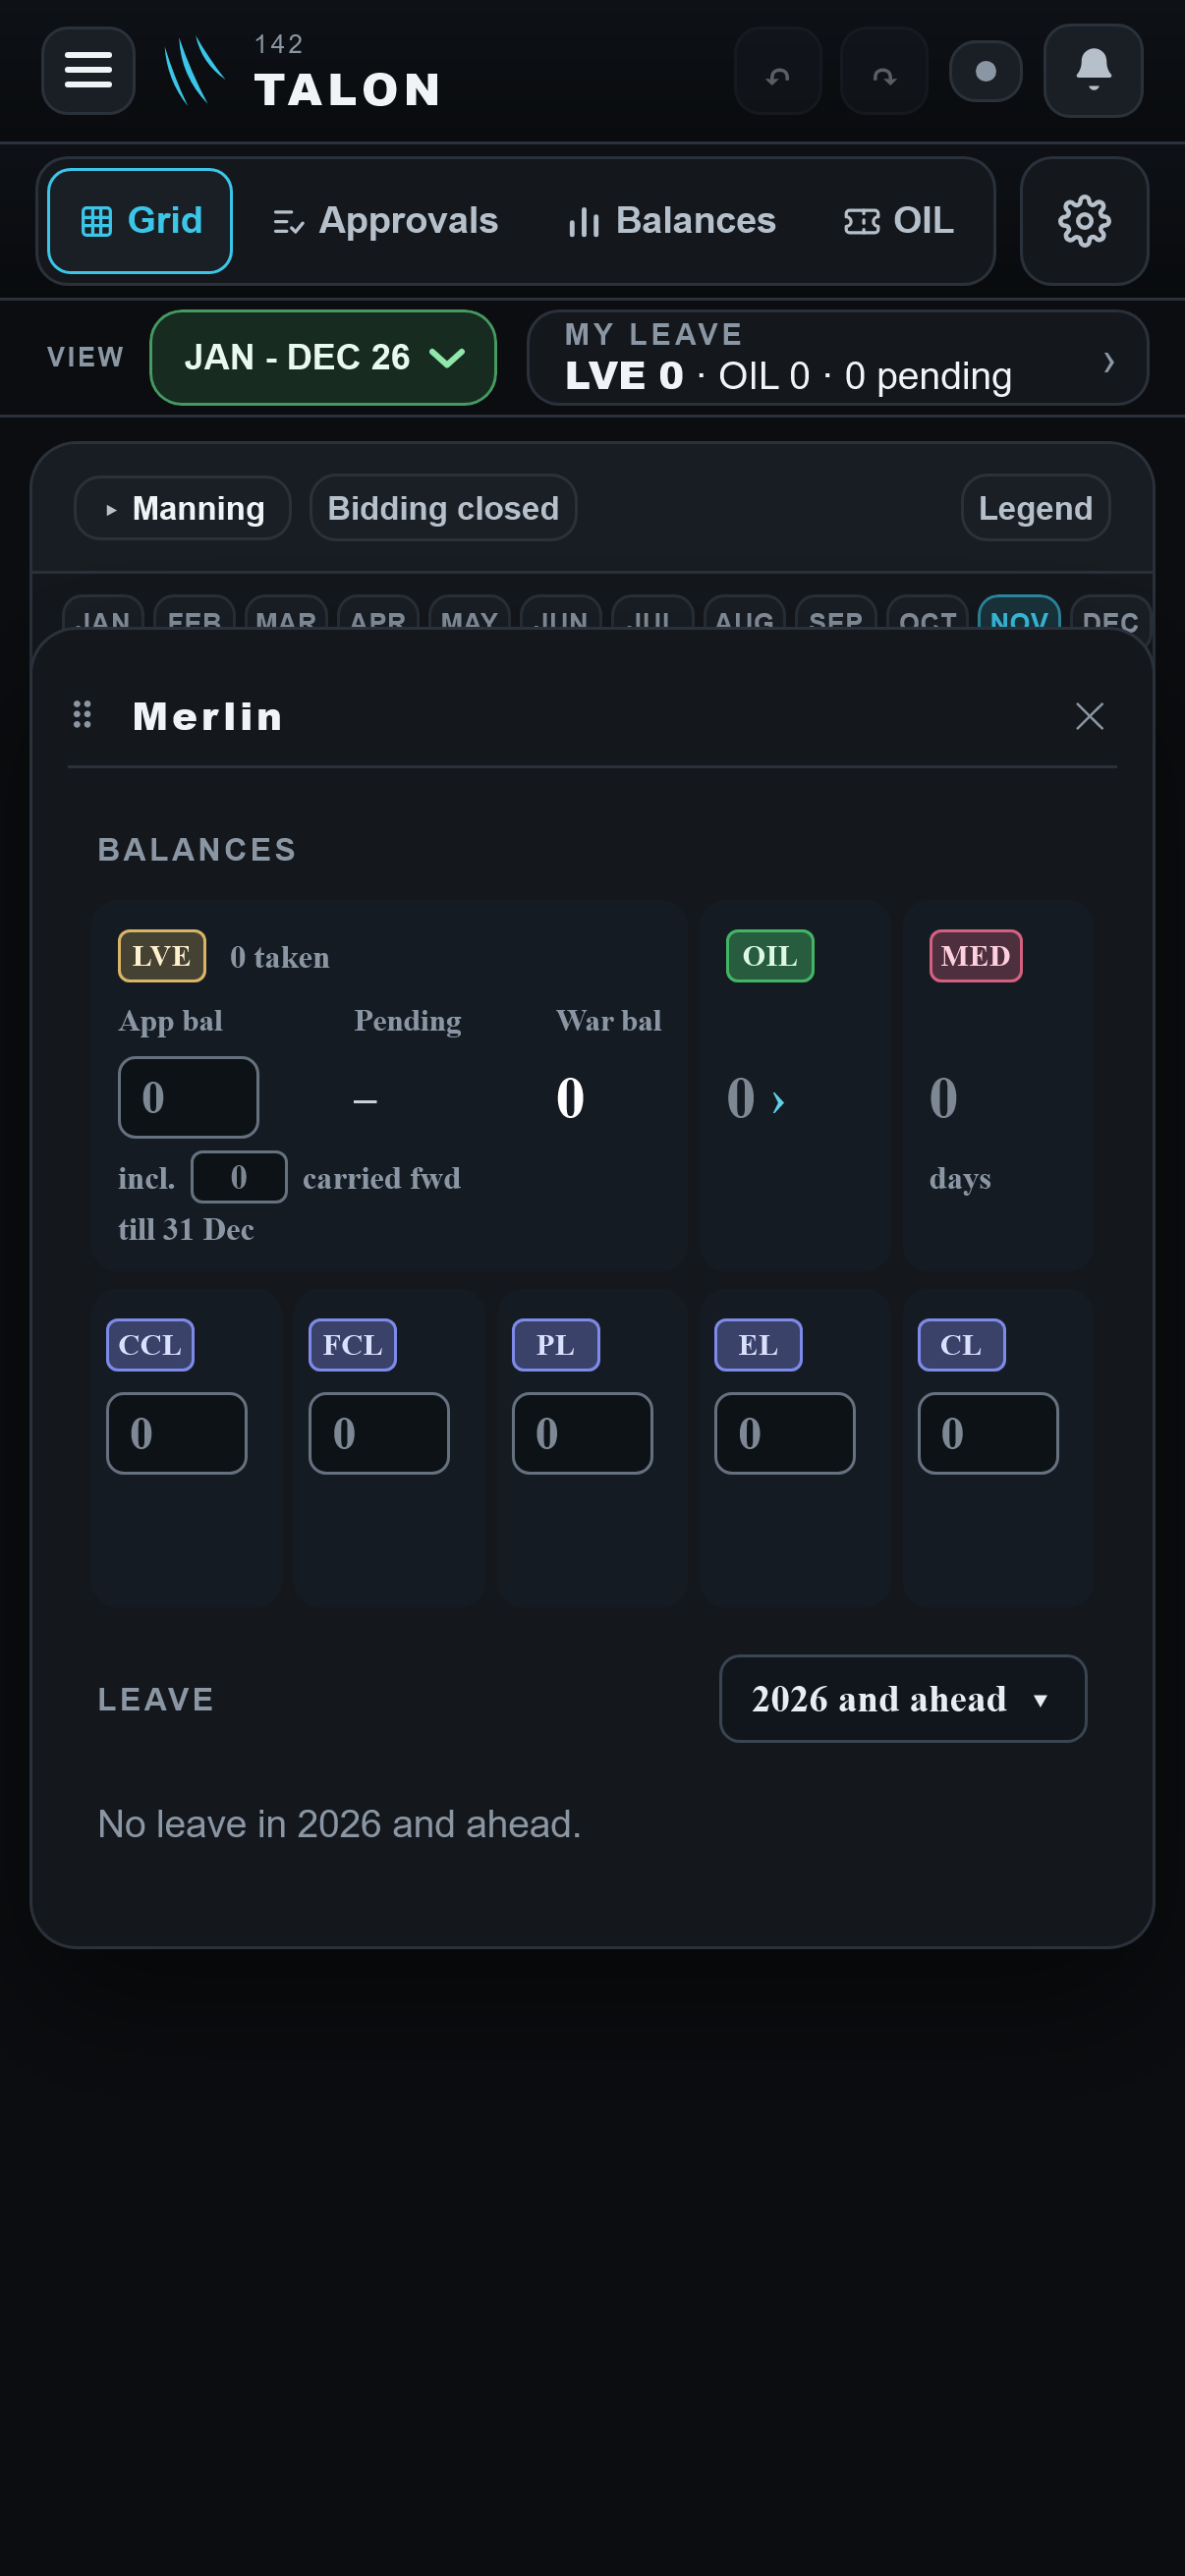 142
TALON
Grid
Approvals
Balances
OIL
VIEW
JAN - DEC 26
MY LEAVE
LVE 0 · OIL 0 · 0 pending ›
▸ Manning
Bidding closed
Legend
JAN FEB MAR APR MAY JUN JUL AUG SEP OCT NOV DEC
Merlin
BALANCES
LVE 0 taken
OIL
MED
App bal Pending War bal
0 – 0
0 ›
0
incl. 0 carried fwd
days
till 31 Dec
CCL FCL PL EL CL
0 0 0 0 0
LEAVE
2026 and ahead ▾
No leave in 2026 and ahead.